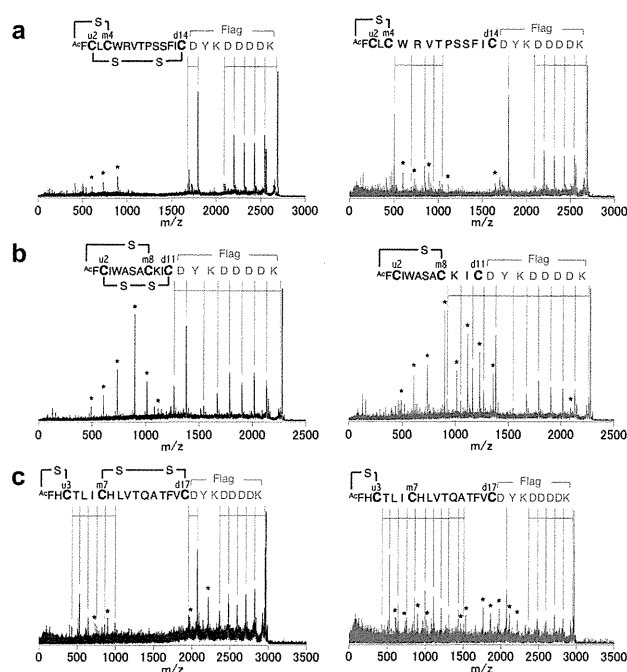 a
S
u2 m4 d14 Flag
AcFCLCWRVTPSSFICDYKDDDDK
S S
0 500 1000 1500 2000 2500 3000
m/z
S
u2 m4 d14 Flag
AcFCLCWRVTPSSFICDYKDDDDK
0 500 1000 1500 2000 2500 3000
m/z
b
S
u2 m8 d11 Flag
AcFCIWASACKICDYKDDDDK
S S
0 500 1000 1500 2000 2500
m/z
S
u2 m8 d11 Flag
AcFCIWASACKICDYKDDDDK
0 500 1000 1500 2000 2500
m/z
c
S S S
u3 m7 d17 Flag
AcFHCTLICHLVTQATFVCDYKDDDDK
0 500 1000 1500 2000 2500 3000 3500
m/z
S
u3 m7 d17 Flag
AcFHCTLICHLVTQATFVCDYKDDDDK
0 500 1000 1500 2000 2500 3000 3500
m/z